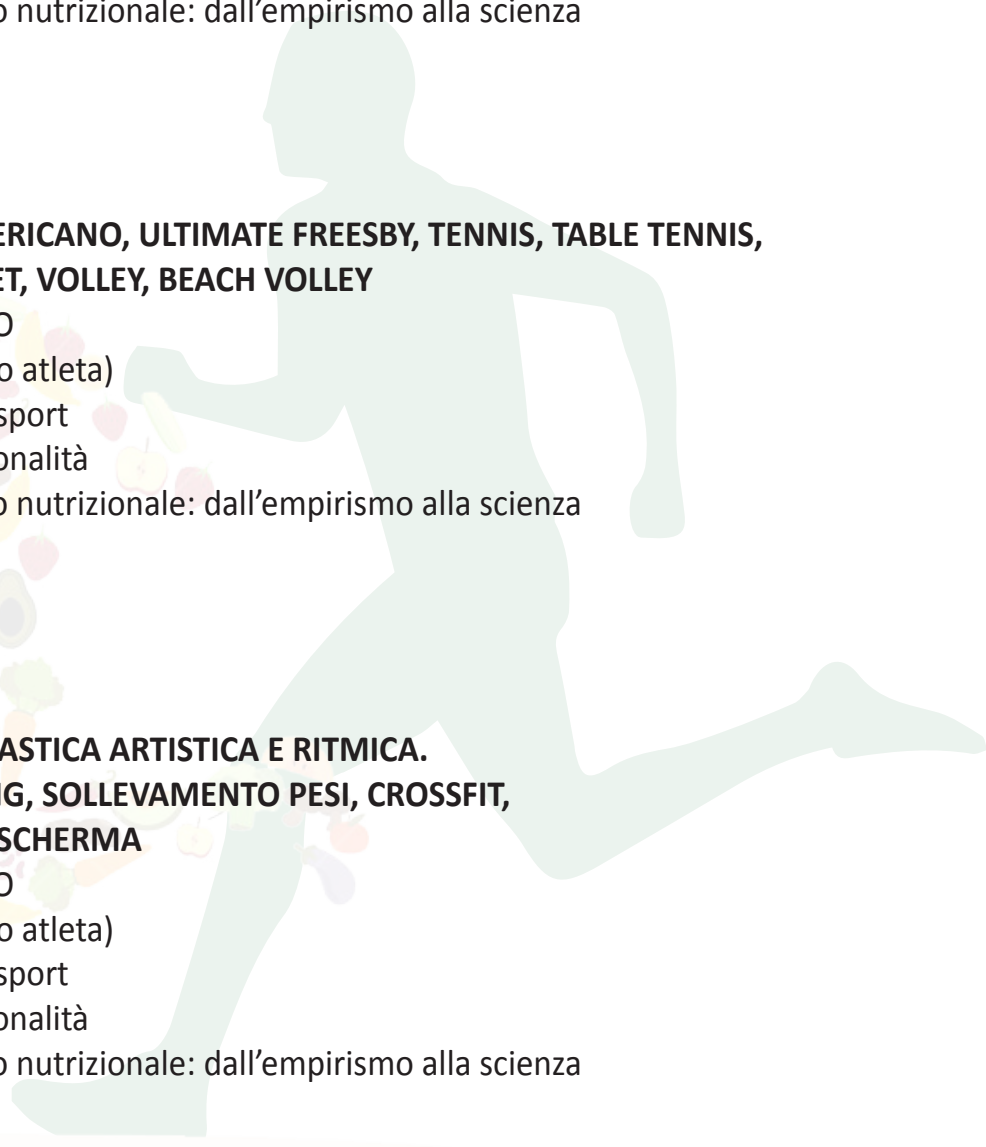 o nutrizionale: dall’empirismo alla scienza
ERICANO, ULTIMATE FREESBY, TENNIS, TABLE TENNIS,
ET, VOLLEY, BEACH VOLLEY
O
o atleta)
sport
onalità
o nutrizionale: dall’empirismo alla scienza
ASTICA ARTISTICA E RITMICA.
NG, SOLLEVAMENTO PESI, CROSSFIT,
SCHERMA
O
o atleta)
sport
onalità
o nutrizionale: dall’empirismo alla scienza